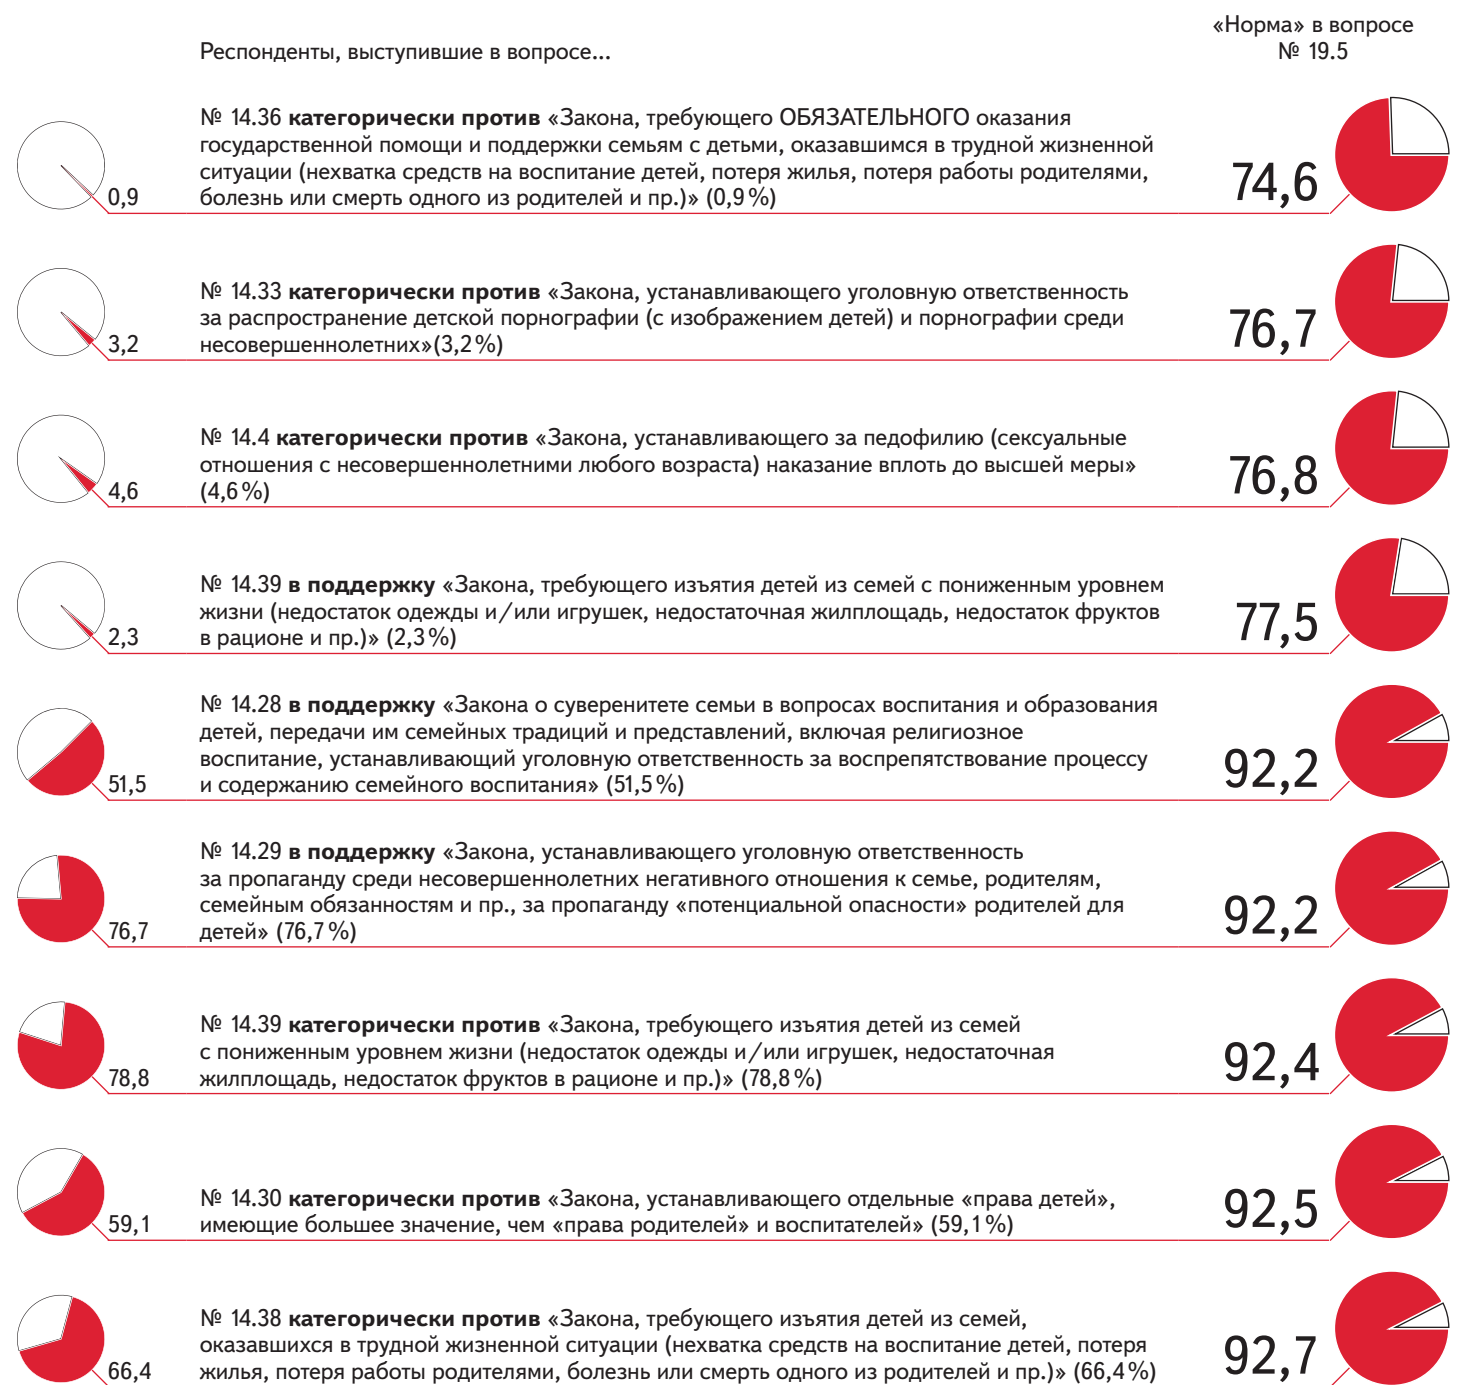 «Норма» в вопросе
Респонденты, выступившие в вопросе...
№ 19.5
№ 14.36 категорически против «Закона, требующего ОБЯЗАТЕЛЬНОГО оказания
государственной помощи и поддержки семьям с детьми, оказавшимся в трудной жизненной
ситуации (нехватка средств на воспитание детей, потеря жилья, потеря работы родителями,
болезнь или смерть одного из родителей и пр.)» (0,9 %)
0,9
74,6
№ 14.33 категорически против «Закона, устанавливающего уголовную ответственность
за распространение детской порнографии (с изображением детей) и порнографии среди
несовершеннолетних»(3,2 %)
3,2
76,7
№ 14.4 категорически против «Закона, устанавливающего за педофилию (сексуальные
отношения с несовершеннолетними любого возраста) наказание вплоть до высшей меры»
(4,6 %)
4,6
76,8
№ 14.39 в поддержку «Закона, требующего изъятия детей из семей с пониженным уровнем
жизни (недостаток одежды и/или игрушек, недостаточная жилплощадь, недостаток фруктов
в рационе и пр.)» (2,3 %)
2,3
77,5
№ 14.28 в поддержку «Закона о суверенитете семьи в вопросах воспитания и образования
детей, передачи им семейных традиций и представлений, включая религиозное
воспитание, устанавливающий уголовную ответственность за воспрепятствование процессу
и содержанию семейного воспитания» (51,5 %)
51,5
92,2
№ 14.29 в поддержку «Закона, устанавливающего уголовную ответственность
за пропаганду среди несовершеннолетних негативного отношения к семье, родителям,
семейным обязанностям и пр., за пропаганду «потенциальной опасности» родителей для
детей» (76,7 %)
76,7
92,2
№ 14.39 категорически против «Закона, требующего изъятия детей из семей
с пониженным уровнем жизни (недостаток одежды и/или игрушек, недостаточная
жилплощадь, недостаток фруктов в рационе и пр.)» (78,8 %)
78,8
92,4
№ 14.30 категорически против «Закона, устанавливающего отдельные «права детей»,
имеющие большее значение, чем «права родителей» и воспитателей» (59,1 %)
59,1
92,5
№ 14.38 категорически против «Закона, требующего изъятия детей из семей,
оказавшихся в трудной жизненной ситуации (нехватка средств на воспитание детей, потеря
жилья, потеря работы родителями, болезнь или смерть одного из родителей и пр.)» (66,4 %)
66,4
92,7